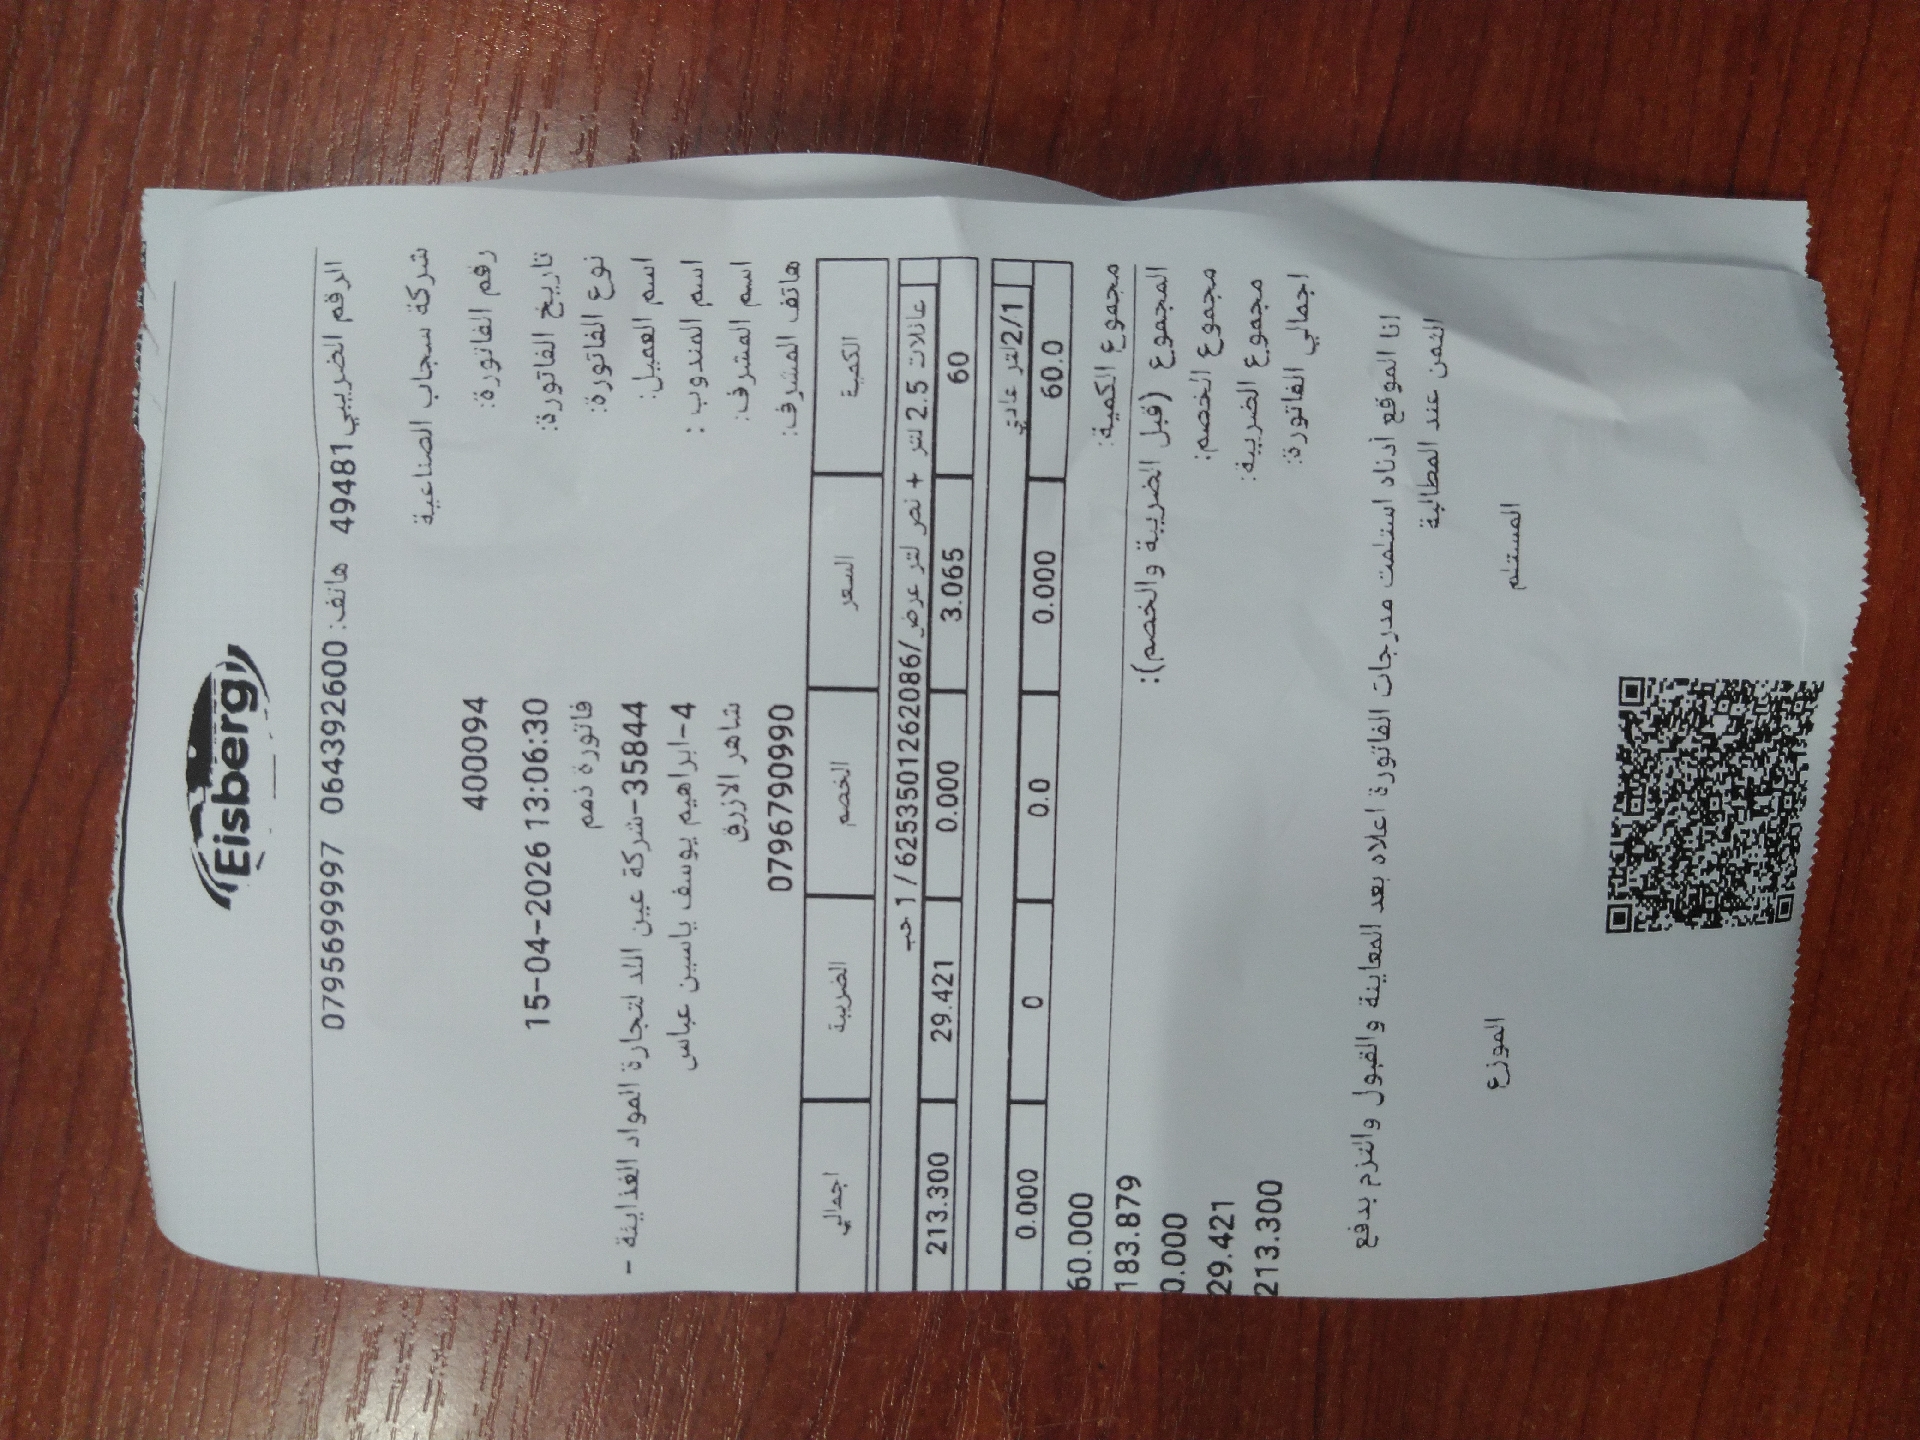 Eisberg
الرقم الضريبي 49481 هاتف: 064392600 0795699997
شركة سجاب الصناعية
رقم الفاتورة: 400094
تاريخ الفاتورة: 15-04-2026 13:06:30
نوع الفاتورة: فاتورة ذمم
اسم العميل: 35844-شركة عين اللد لتجارة المواد الغذايئة -
اسم المندوب : 4-ابراهيم يوسف ياسين عباس
اسم المشرف: شاهر الازرق
هاتف المشرف: 0796790990
الكمية السعر الخصم الضريبة اجمالي
عائلات 2.5 لتر + نص لتر عرض/6253501262086 / 1 حب
60 3.065 0.000 29.421 213.300
2/1لتر عادي
60.0 0.000 0.0 0 0.000
مجموع الكمية: 60.000
المجموع (قبل الضريبة والخصم): 183.879
مجموع الخصم: 0.000
مجموع الضريبة: 29.421
اجمالي الفاتورة: 213.300
انا الموقع ادناه استلمت مدرجات الفاتورة اعلاه بعد المعاينة والقبول والتزم بدفع
الثمن عند المطالبة
المستلم الموزع